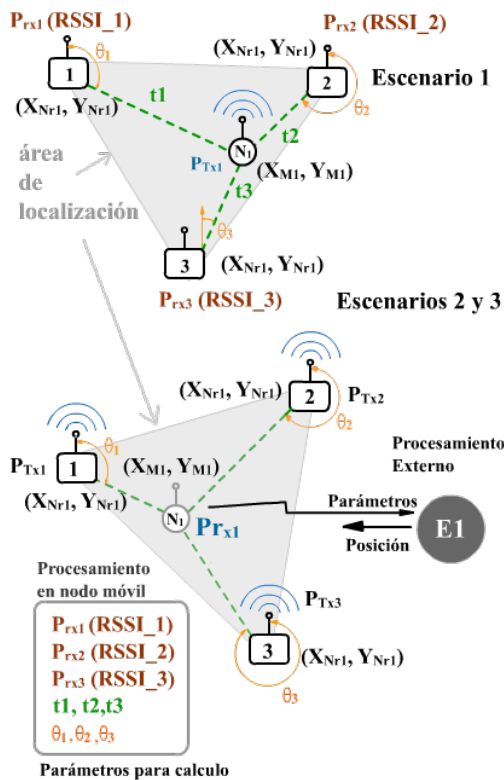 Prx1 (RSSI_1)
Prx2 (RSSI_2)
θ1
(XNr1, YNr1)
Escenario 1
1
2
(XNr1, YNr1)
t1
t2
θ2
área
de
localización
PTx1
N1
(XM1, YM1)
t3
θ3
3
(XNr1, YNr1)
Prx3 (RSSI_3)
Escenarios 2 y 3
(XNr1, YNr1)
2
PTx2
θ2
θ1
PTx1
1
(XM1, YM1)
Procesamiento
Externo
(XNr1, YNr1)
N1
Prx1
Parámetros
E1
Posición
Procesamiento
en nodo móvil
PTx3
Prx1 (RSSI_1)
Prx2 (RSSI_2)
Prx3 (RSSI_3)
t1, t2,t3
θ1 ,θ2 ,θ3
3
(XNr1, YNr1)
θ3
Parámetros para calculo